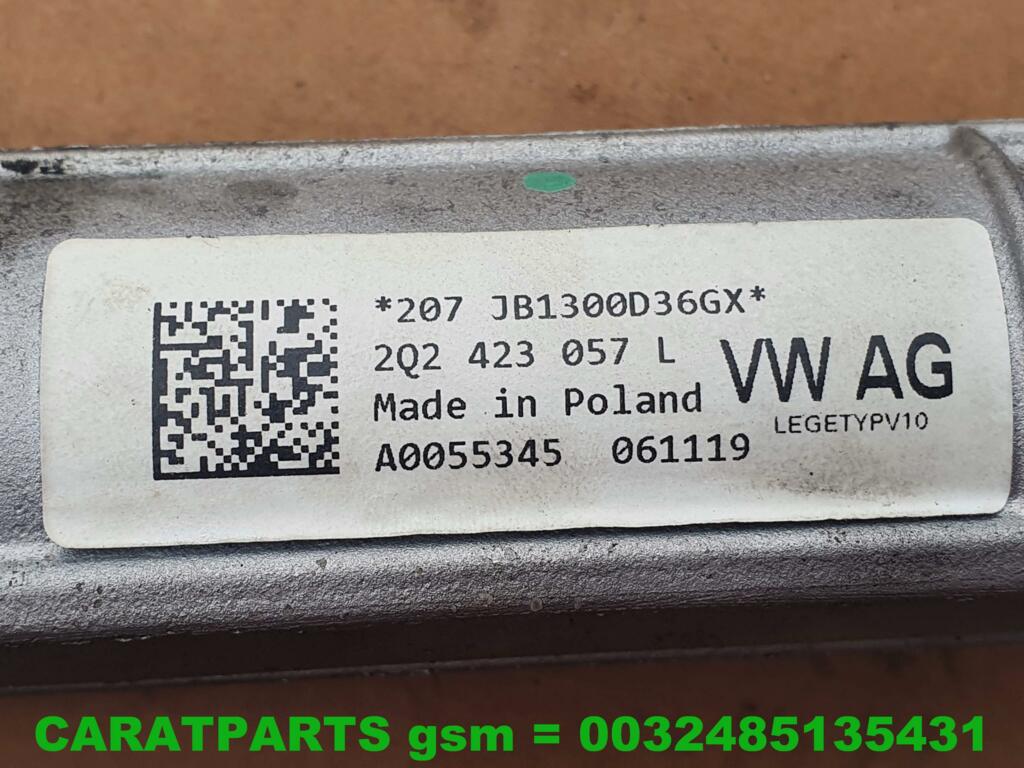 *207 JB1300D36GX*
2Q2 423 057 L
Made in Poland
A0055345 061119
VW AG
LEGETYPV10
CARATPARTS gsm = 0032485135431